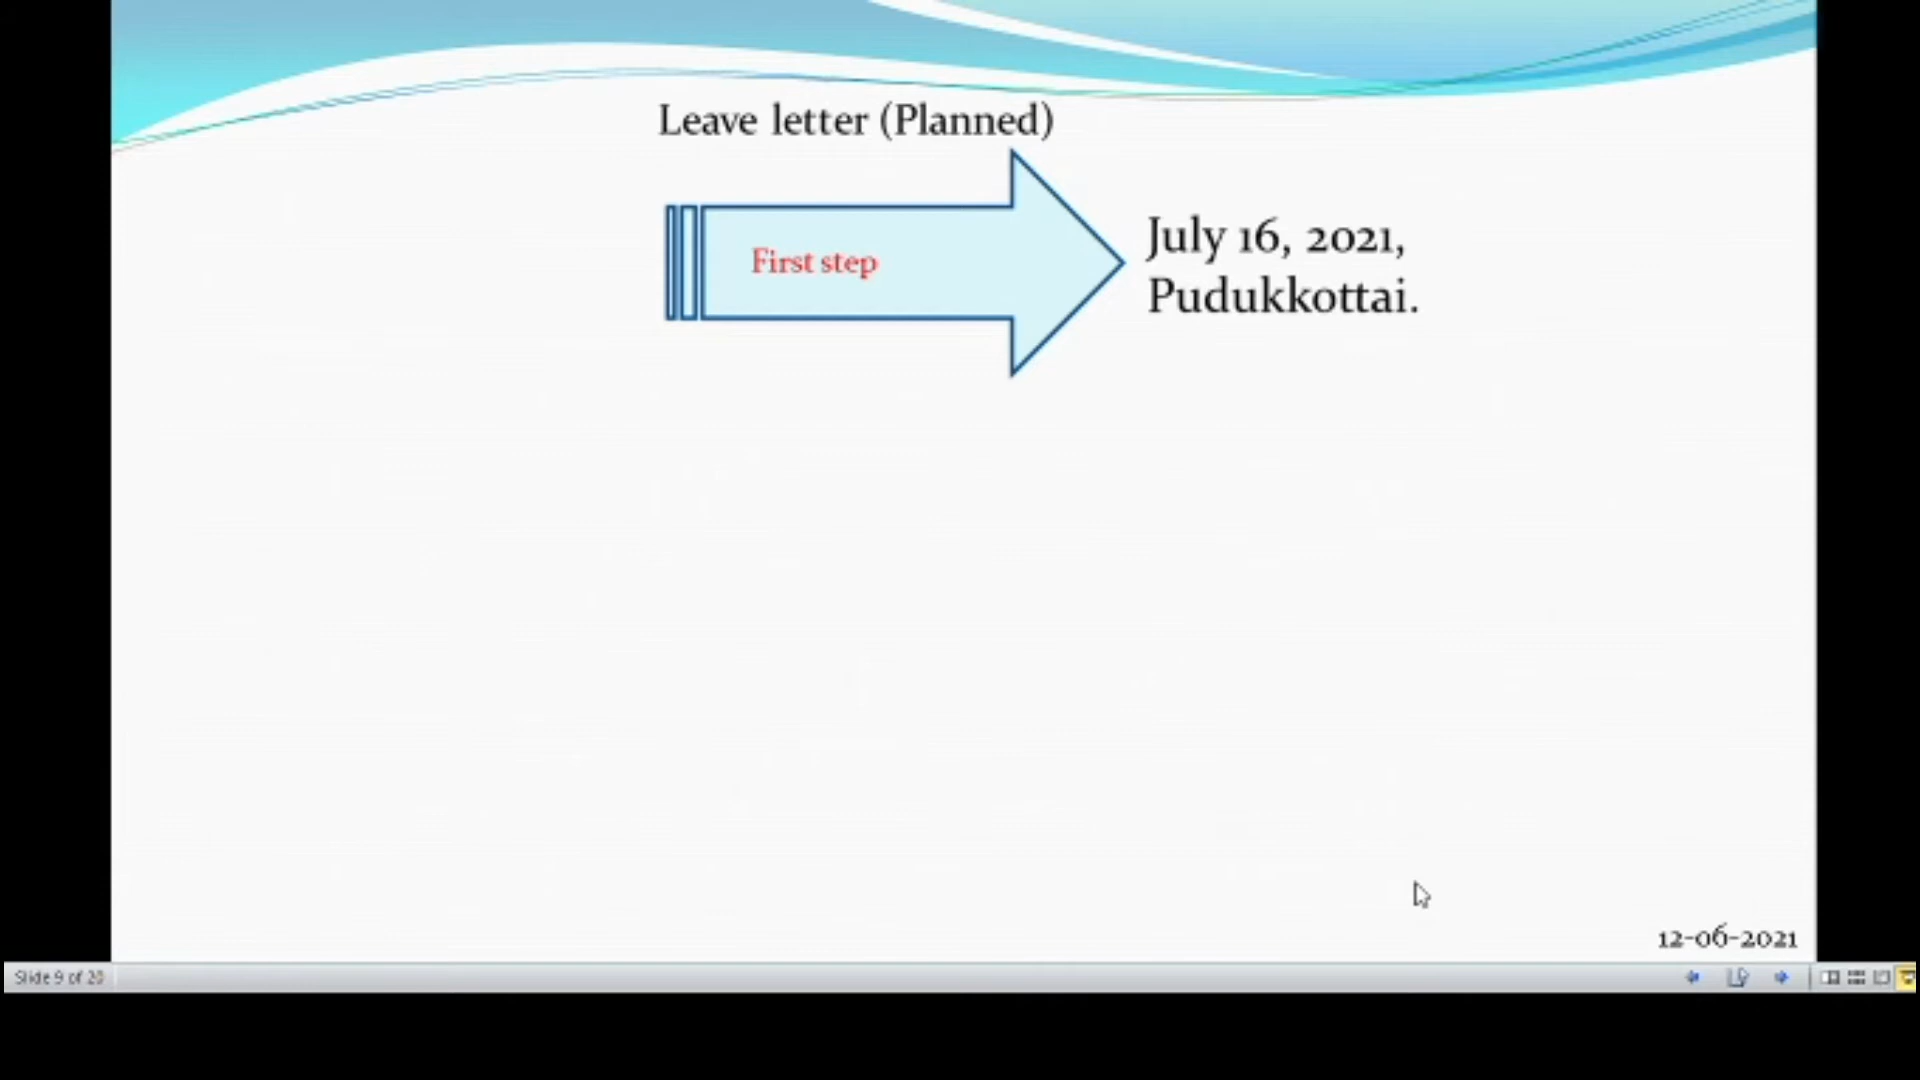 Leave letter (Planned)
First step
July 16, 2021,
Pudukkottai.
12-06-2021
Slide 9 of 20